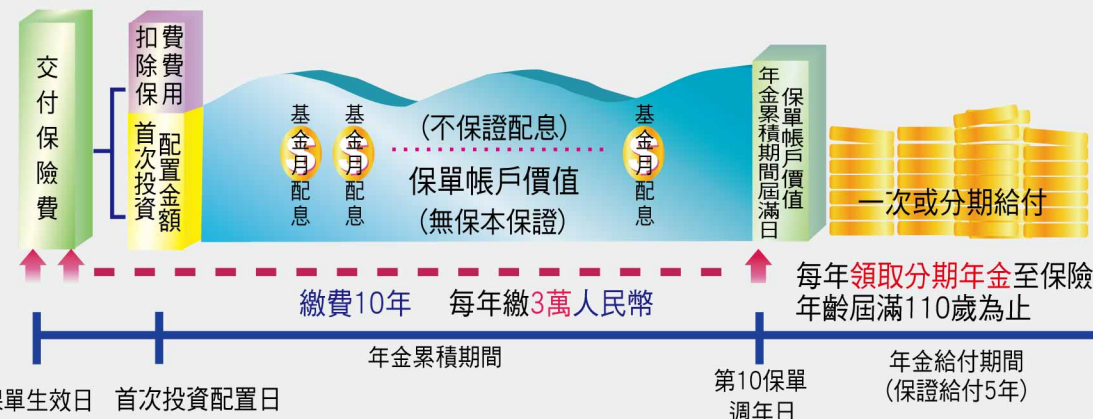 交付保險費
扣除保
費費用
首次投資
配置金額
基金月配息
基金月配息
(不保證配息)
保單帳戶價值
(無保本保證)
基金月配息
年金累積期間屆滿日
保單帳戶價值
一次或分期給付
繳費10年 每年繳3萬人民幣
每年領取分期年金至保險
年齡屆滿110歲為止
年金累積期間
年金給付期間
(保證給付5年)
單生效日
首次投資配置日
第10保單
週年日